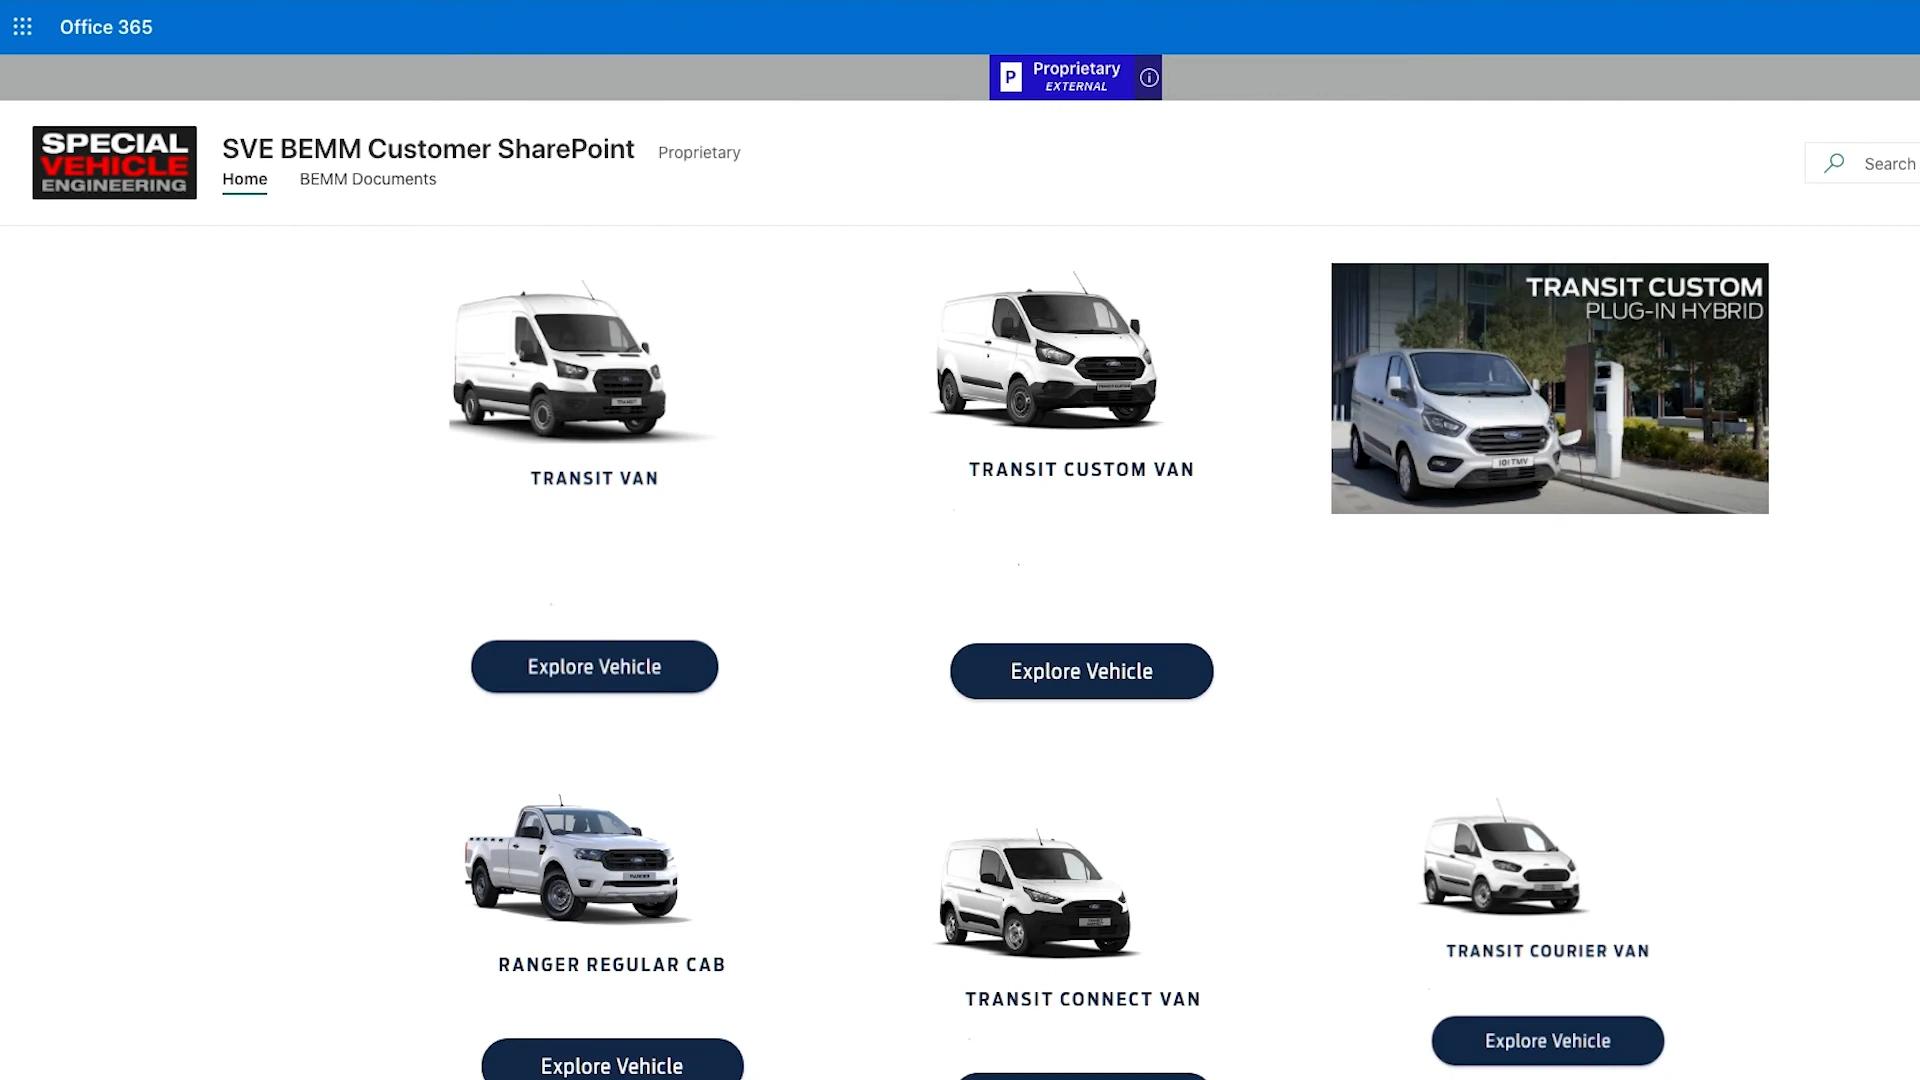 Office 365
P
Proprietary
EXTERNAL
SPECIAL
VEHICLE
ENGINEERING
SVE BEMM Customer SharePoint
Proprietary
Home
BEMM Documents
Search
TRANSIT CUSTOM
PLUG-IN HYBRID
TRANSIT VAN
TRANSIT CUSTOM VAN
Explore Vehicle
Explore Vehicle
RANGER REGULAR CAB
TRANSIT CONNECT VAN
TRANSIT COURIER VAN
Explore Vehicle
Explore Vehicle